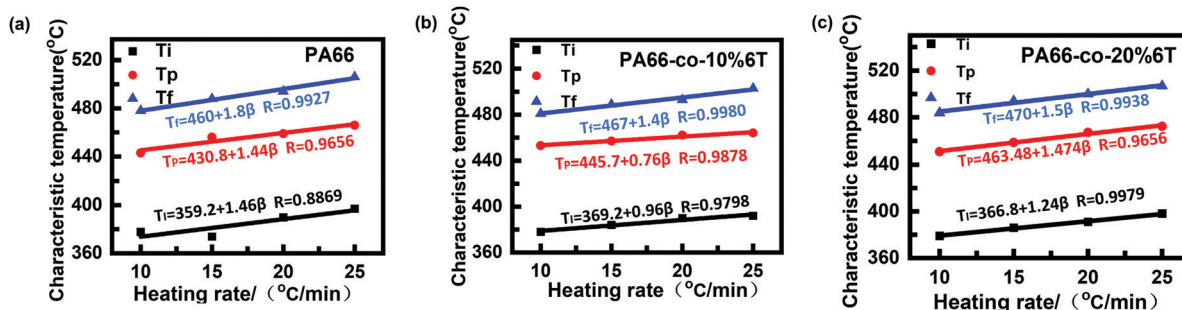 (a)
Characteristic temperature(°C)
520
480
440
400
360
Ti
Tp
Tf
PA66
Tf=460+1.8β R=0.9927
TP=430.8+1.44β R=0.9656
Ti=359.2+1.46β R=0.8869
10 15 20 25
Heating rate/（°C/min）
(b)
Characteristic temperature(°C)
520
480
440
400
360
Ti
Tp
Tf
PA66-co-10%6T
Tf=467+1.4β R=0.9980
TP=445.7+0.76β R=0.9878
Ti=369.2+0.96β R=0.9798
10 15 20 25
Heating rate（°C/min）
(c)
Characteristic temperature(°C)
520
480
440
400
360
Ti
Tp
Tf
PA66-co-20%6T
Tf=470+1.5β R=0.9938
TP=463.48+1.474β R=0.9656
Ti=366.8+1.24β R=0.9979
10 15 20 25
Heating rate/（°C/min）